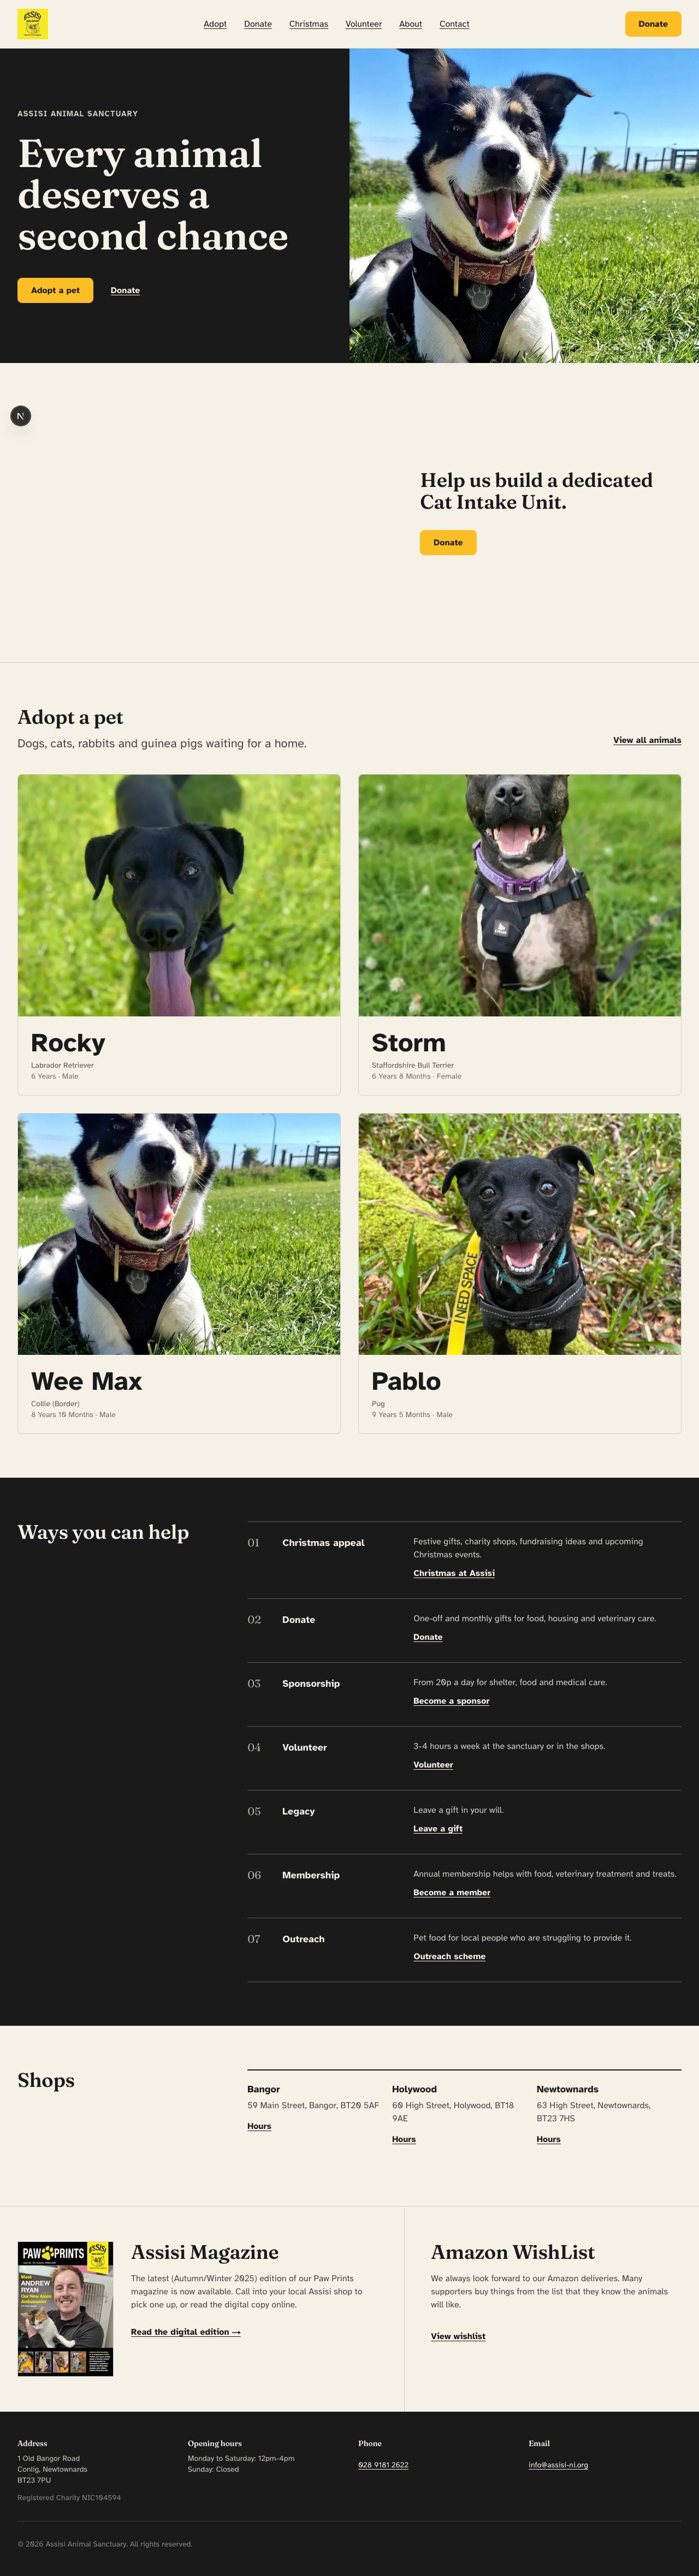 ASSISI
Adopt
Donate
Christmas
Volunteer
About
Contact
Donate
ASSISI ANIMAL SANCTUARY
Every animal
deserves a
second chance
Adopt a pet
Donate
N
Help us build a dedicated
Cat Intake Unit.
Donate
Adopt a pet
Dogs, cats, rabbits and guinea pigs waiting for a home.
View all animals
Rocky
Labrador Retriever
6 Years · Male
Storm
Staffordshire Bull Terrier
6 Years 8 Months · Female
Wee Max
Collie (Border)
8 Years 10 Months · Male
I NEED SPACE
Pablo
Pug
9 Years 5 Months · Male
Ways you can help
01
Christmas appeal
Festive gifts, charity shops, fundraising ideas and upcoming
Christmas events.
Christmas at Assisi
02
Donate
One-off and monthly gifts for food, housing and veterinary care.
Donate
03
Sponsorship
From 20p a day for shelter, food and medical care.
Become a sponsor
04
Volunteer
3-4 hours a week at the sanctuary or in the shops.
Volunteer
05
Legacy
Leave a gift in your will.
Leave a gift
06
Membership
Annual membership helps with food, veterinary treatment and treats.
Become a member
07
Outreach
Pet food for local people who are struggling to provide it.
Outreach scheme
Shops
Bangor
59 Main Street, Bangor, BT20 5AF
Hours
Holywood
60 High Street, Holywood, BT18
9AE
Hours
Newtownards
63 High Street, Newtownards,
BT23 7HS
Hours
PAW PRINTS
Meet
ANDREW
RYAN
Our New Assisi
Ambassador
Assisi Magazine
The latest (Autumn/Winter 2025) edition of our Paw Prints
magazine is now available. Call into your local Assisi shop to
pick one up, or read the digital copy online.
Read the digital edition →
Amazon WishList
We always look forward to our Amazon deliveries. Many
supporters buy things from the list that they know the animals
will like.
View wishlist
Address
1 Old Bangor Road
Conlig, Newtownards
BT23 7PU
Registered Charity NIC104594
Opening hours
Monday to Saturday: 12pm-4pm
Sunday: Closed
Phone
028 9181 2622
Email
info@assisi-ni.org
© 2026 Assisi Animal Sanctuary. All rights reserved.